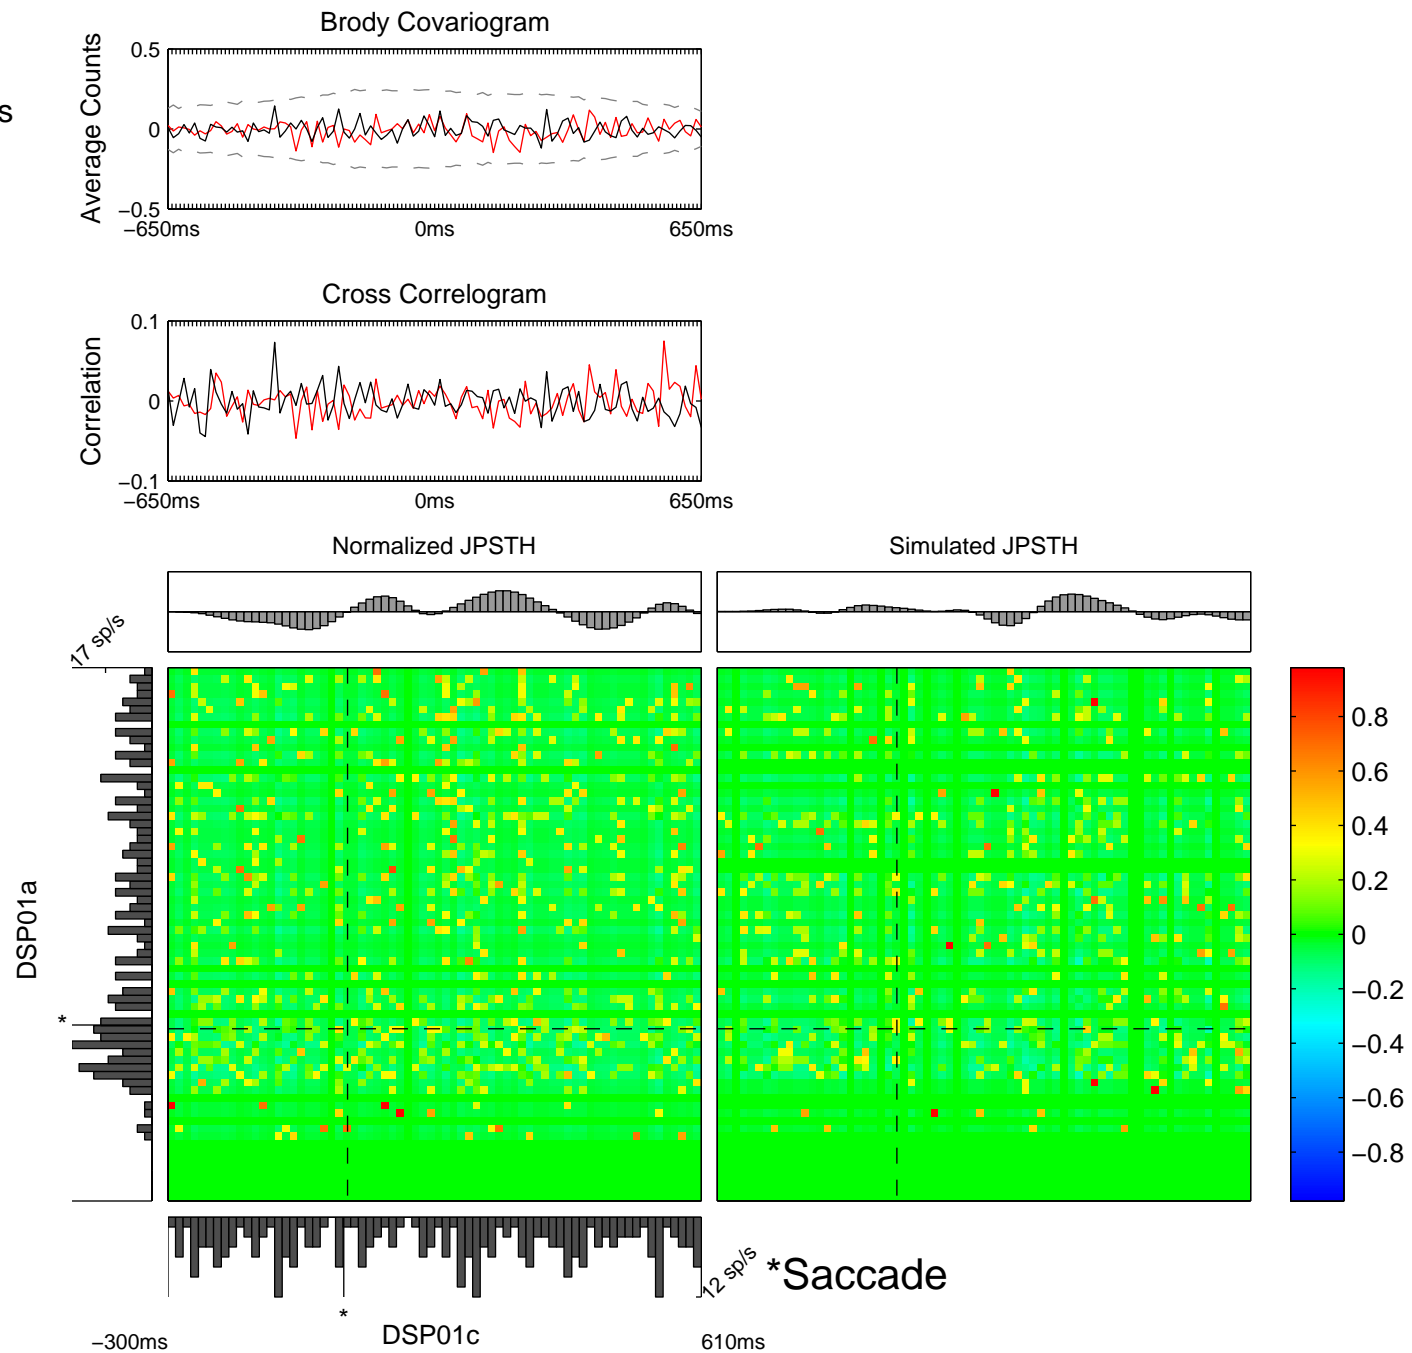 Brody Covariogram
Average Counts
s
0.5
0
−0.5
−650ms 0ms 650ms
Cross Correlogram
Correlation
0.1
0
−0.1
−650ms 0ms 650ms
Normalized JPSTH
Simulated JPSTH
17 sp/s
DSP01a
*
0.8
0.6
0.4
0.2
0
−0.2
−0.4
−0.6
−0.8
12 sp/s
*Saccade
*
DSP01c
−300ms
610ms